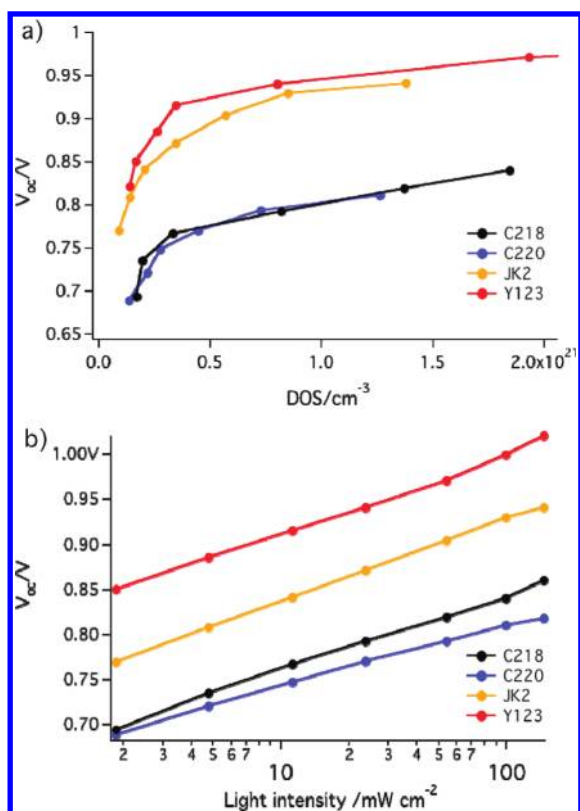 a)
1
0.95
0.9
0.85
0.8
0.75
0.7
0.65
Voc/V
C218
C220
JK2
Y123
0.0 0.5 1.0 1.5 2.0x10²¹
DOS/cm⁻³
b)
1.00V
0.95
0.90
0.85
0.80
0.75
0.70
Voc/V
C218
C220
JK2
Y123
2 3 4 5 6 7 10 2 3 4 5 6 7 100
Light intensity /mW cm⁻²